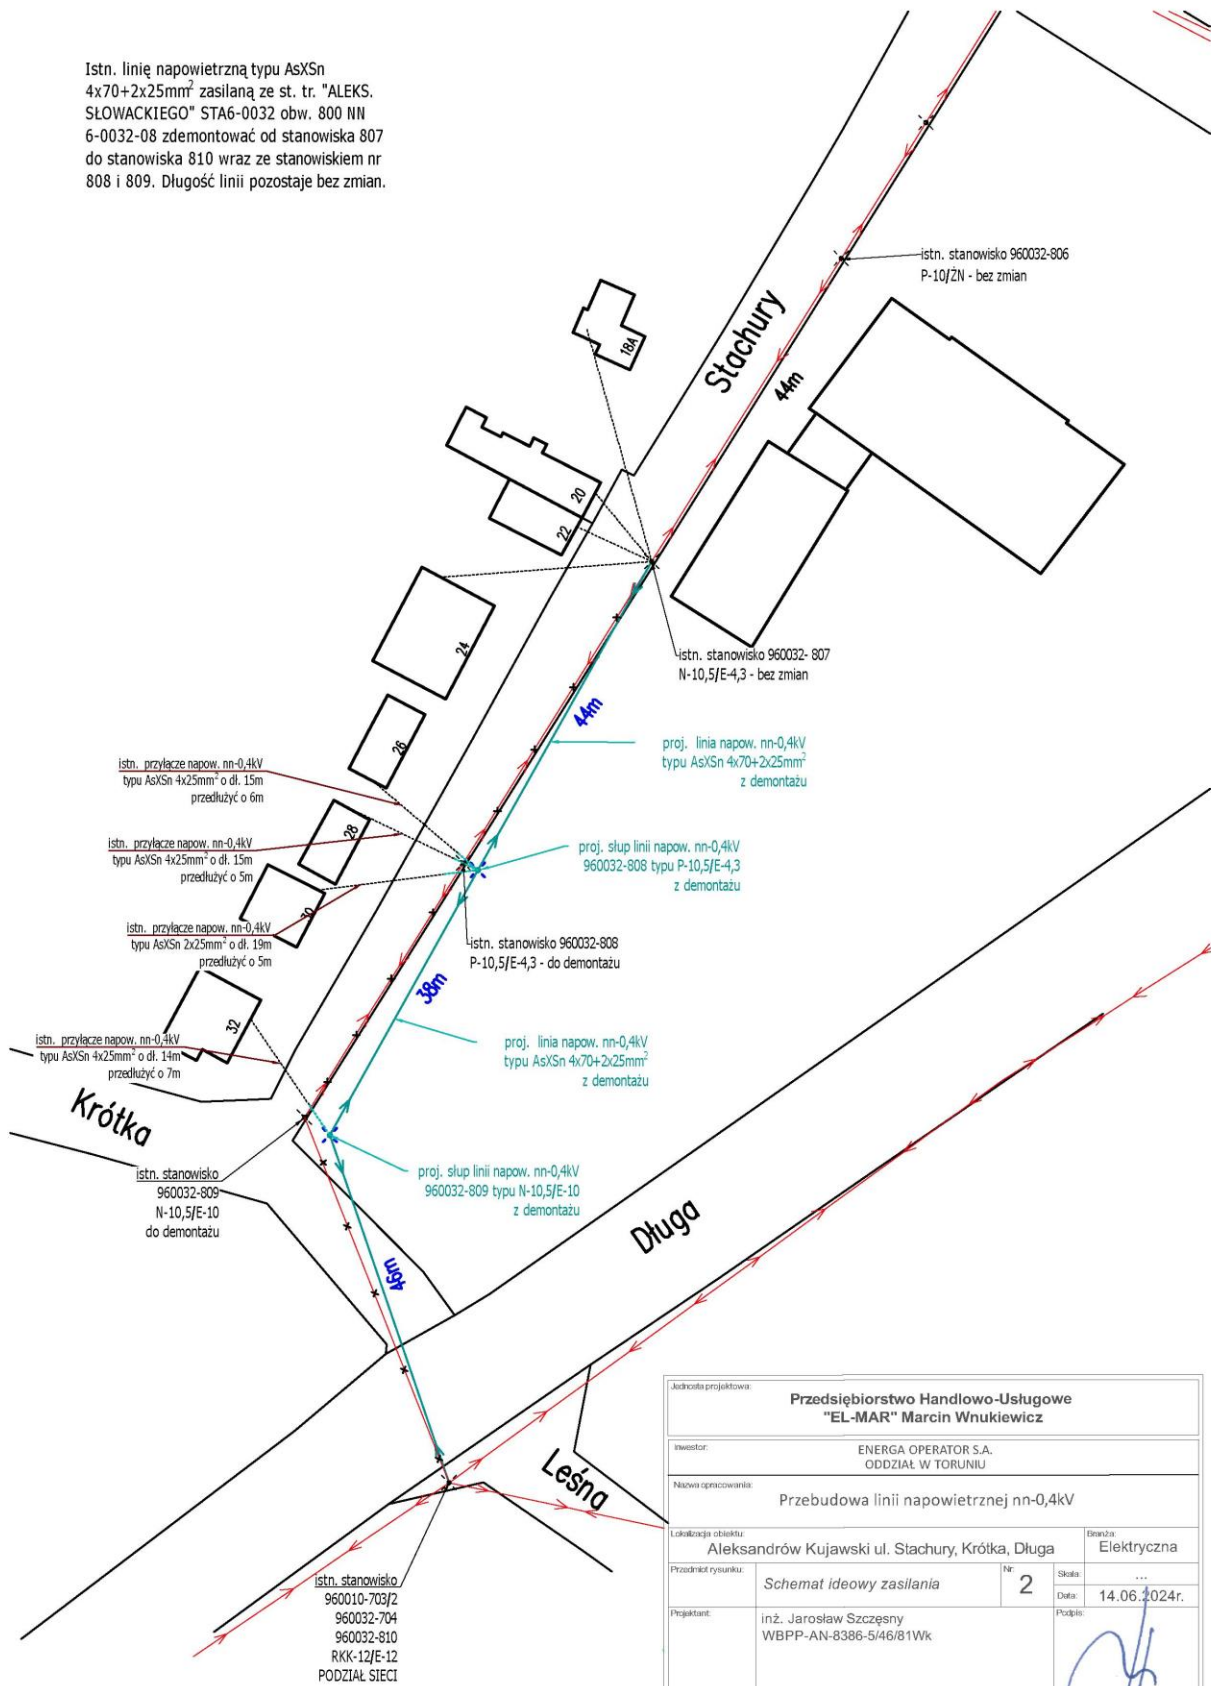 Istn. linię napowietrzną typu AsXSn
4x70+2x25mm² zasilaną ze st. tr. "ALEKS.
SŁOWACKIEGO" STA6-0032 obw. 800 NN
6-0032-08 zdemontować od stanowiska 807
do stanowiska 810 wraz ze stanowiskiem nr
808 i 809. Długość linii pozostaje bez zmian.
istn. stanowisko 960032-806
P-10/ŻN - bez zmian
Stachury
18A
44m
20
22
24
istn. stanowisko 960032- 807
N-10,5/E-4,3 - bez zmian
44m
26
proj. linia napow. nn-0,4kV
typu AsXSn 4x70+2x25mm²
z demontażu
istn. przyłącze napow. nn-0,4kV
typu AsXSn 4x25mm² o dł. 15m
przedłużyć o 6m
28
istn. przyłącze napow. nn-0,4kV
typu AsXSn 4x25mm² o dł. 15m
przedłużyć o 5m
proj. słup linii napow. nn-0,4kV
960032-808 typu P-10,5/E-4,3
z demontażu
30
istn. przyłącze napow. nn-0,4kV
typu AsXSn 2x25mm² o dł. 19m
przedłużyć o 5m
istn. stanowisko 960032-808
P-10,5/E-4,3 - do demontażu
38m
32
istn. przyłącze napow. nn-0,4kV
typu AsXSn 4x25mm² o dł. 14m
przedłużyć o 7m
proj. linia napow. nn-0,4kV
typu AsXSn 4x70+2x25mm²
z demontażu
Krótka
istn. stanowisko
960032-809
N-10,5/E-10
do demontażu
proj. słup linii napow. nn-0,4kV
960032-809 typu N-10,5/E-10
z demontażu
Długa
46m
Leśna
istn. stanowisko
960010-703/2
960032-704
960032-810
RKK-12/E-12
PODZIAŁ SIECI
Jednostka projektowa:
Przedsiębiorstwo Handlowo-Usługowe
"EL-MAR" Marcin Wnukiewicz
Inwestor:
ENERGA OPERATOR S.A.
ODDZIAŁ W TORUNIU
Nazwa opracowania:
Przebudowa linii napowietrznej nn-0,4kV
Lokalizacja obiektu:
Aleksandrów Kujawski ul. Stachury, Krótka, Długa
Branża:
Elektryczna
Przedmiot rysunku:
Schemat ideowy zasilania
Nr:
2
Skala:
...
Data:
14.06.2024r.
Projektant:
inż. Jarosław Szczęsny
WBPP-AN-8386-5/46/81Wk
Podpis: